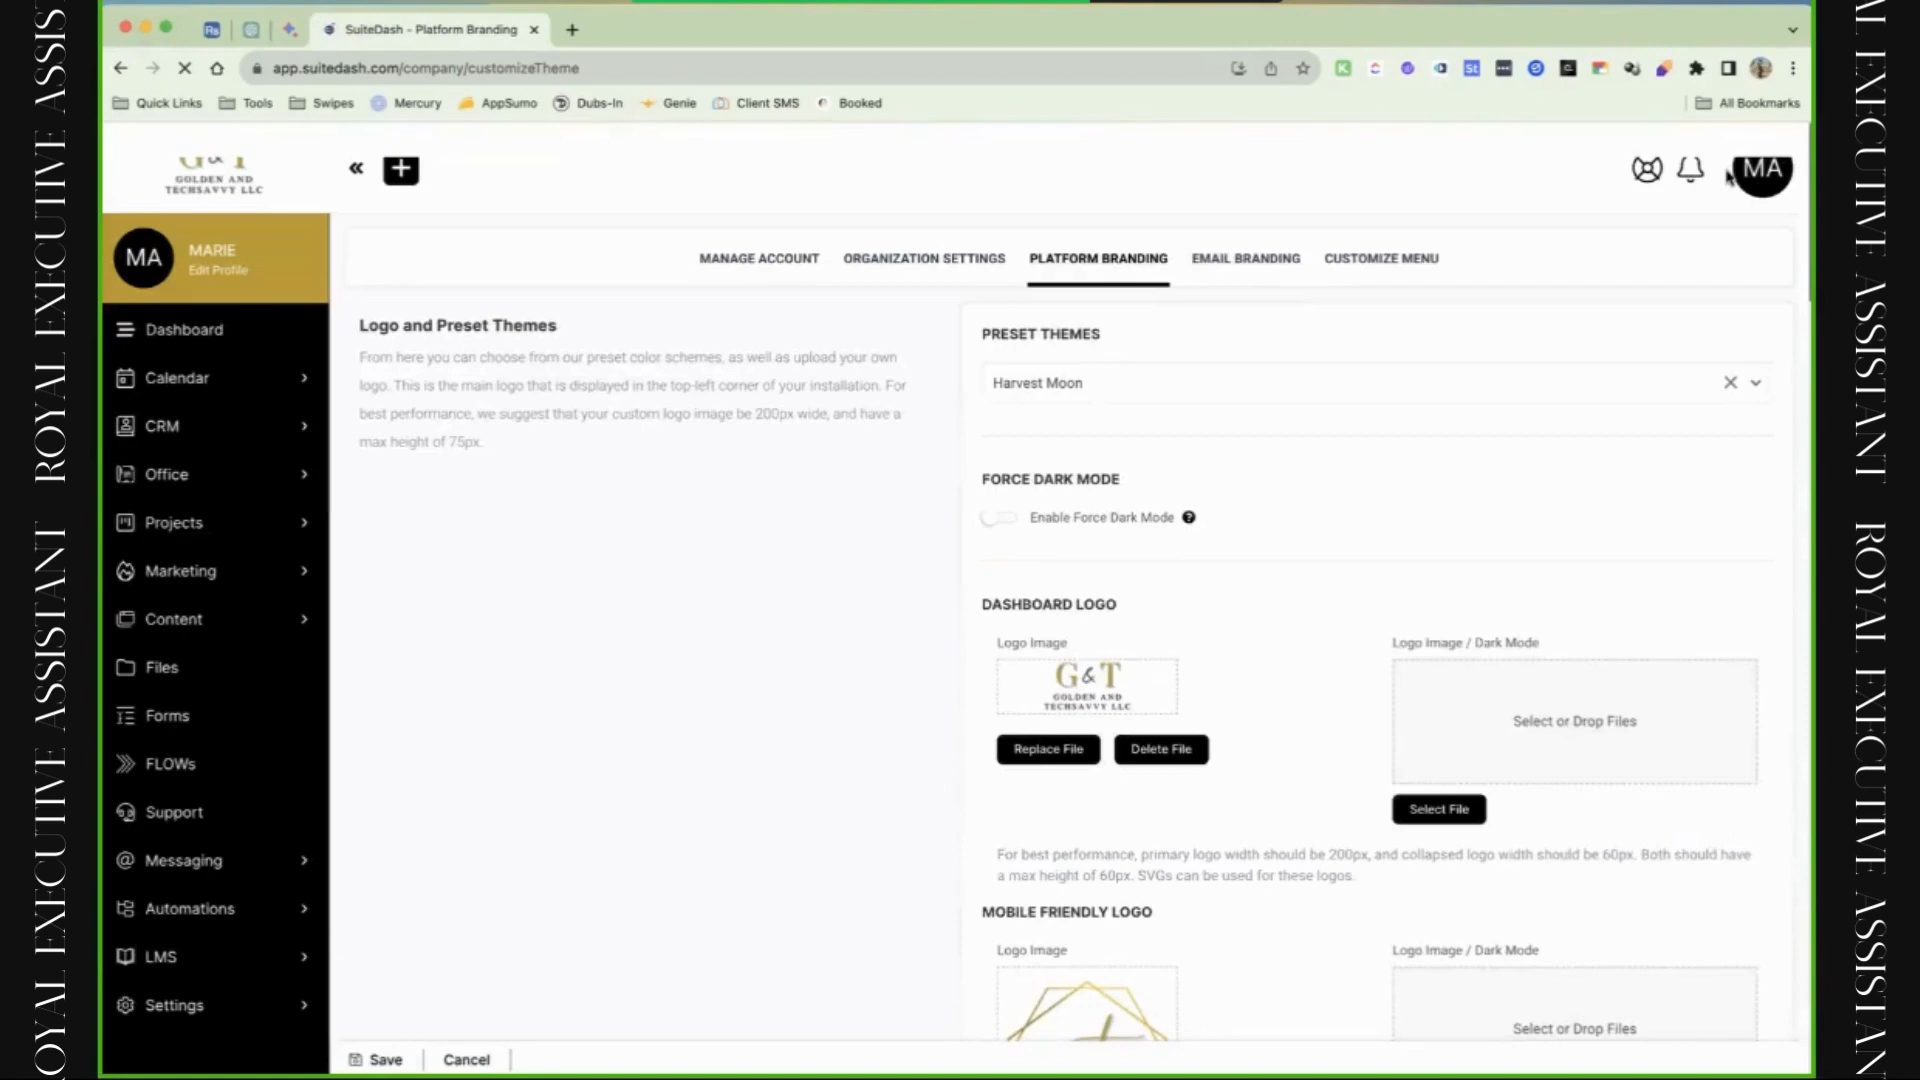 SuiteDash - Platform Branding
app.suitedash.com/company/customizeTheme
Quick Links
Tools
Swipes
Mercury
AppSumo
Dubs-In
Genie
Client SMS
Booked
All Bookmarks
G & T
GOLDEN AND
TECHSAVVY LLC
MA
MA
MARIE
Edit Profile
Dashboard
Calendar
CRM
Office
Projects
Marketing
Content
Files
Forms
FLOWs
Support
Messaging
Automations
LMS
Settings
MANAGE ACCOUNT
ORGANIZATION SETTINGS
PLATFORM BRANDING
EMAIL BRANDING
CUSTOMIZE MENU
Logo and Preset Themes
From here you can choose from our preset color schemes, as well as upload your own
logo. This is the main logo that is displayed in the top-left corner of your installation. For
best performance, we suggest that your custom logo image be 200px wide, and have a
max height of 75px.
PRESET THEMES
Harvest Moon
FORCE DARK MODE
Enable Force Dark Mode
DASHBOARD LOGO
Logo Image
G&T
GOLDEN AND
TECHSAVVY LLC
Replace File
Delete File
Logo Image / Dark Mode
Select or Drop Files
Select File
For best performance, primary logo width should be 200px, and collapsed logo width should be 60px. Both should have
a max height of 60px. SVGs can be used for these logos.
MOBILE FRIENDLY LOGO
Logo Image
Logo Image / Dark Mode
Select or Drop Files
Save
Cancel
ROYAL EXECUTIVE ASSIST
OYAL EXECUTIVE ASSISTANT
AL EXECUTIVE ASSISTANT
ROYAL EXECUTIVE ASSISTAN